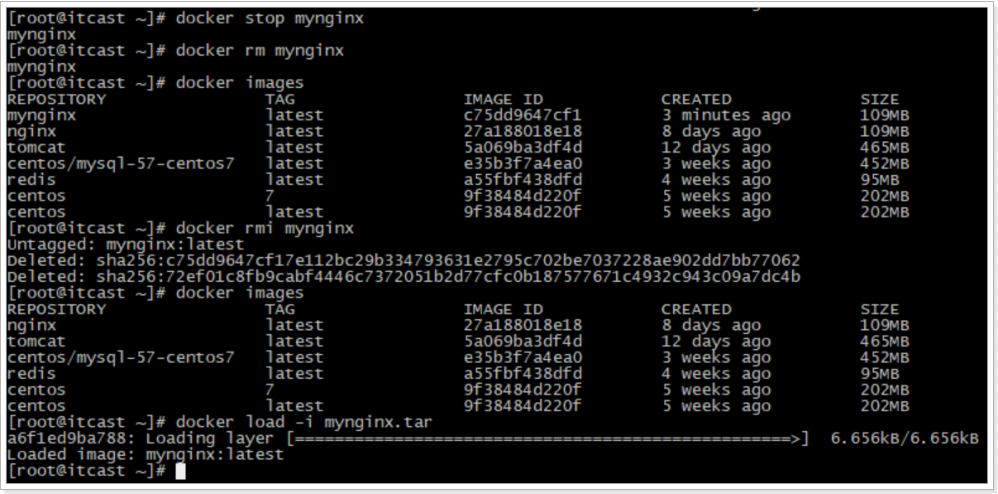 [root@itcast ~]# docker stop mynginx
mynginx
[root@itcast ~]# docker rm mynginx
mynginx
[root@itcast ~]# docker images
REPOSITORY TAG IMAGE ID CREATED SIZE
mynginx latest c75dd9647cf1 3 minutes ago 109MB
nginx latest 27a188018e18 8 days ago 109MB
tomcat latest 5a069ba3df4d 12 days ago 465MB
centos/mysql-57-centos7 latest e35b3f7a4ea0 3 weeks ago 452MB
redis latest a55fbf438dfd 4 weeks ago 95MB
centos 7 9f38484d220f 5 weeks ago 202MB
centos latest 9f38484d220f 5 weeks ago 202MB
[root@itcast ~]# docker rmi mynginx
Untagged: mynginx:latest
Deleted: sha256:c75dd9647cf17e112bc29b334793631e2795c702be7037228ae902dd7bb77062
Deleted: sha256:72ef01c8fb9cabf4446c7372051b2d77cfc0b187577671c4932c943c09a7dc4b
[root@itcast ~]# docker images
REPOSITORY TAG IMAGE ID CREATED SIZE
nginx latest 27a188018e18 8 days ago 109MB
tomcat latest 5a069ba3df4d 12 days ago 465MB
centos/mysql-57-centos7 latest e35b3f7a4ea0 3 weeks ago 452MB
redis latest a55fbf438dfd 4 weeks ago 95MB
centos 7 9f38484d220f 5 weeks ago 202MB
centos latest 9f38484d220f 5 weeks ago 202MB
[root@itcast ~]# docker load -i mynginx.tar
a6f1ed9ba788: Loading layer [==================================================>] 6.656kB/6.656kB
Loaded image: mynginx:latest
[root@itcast ~]#